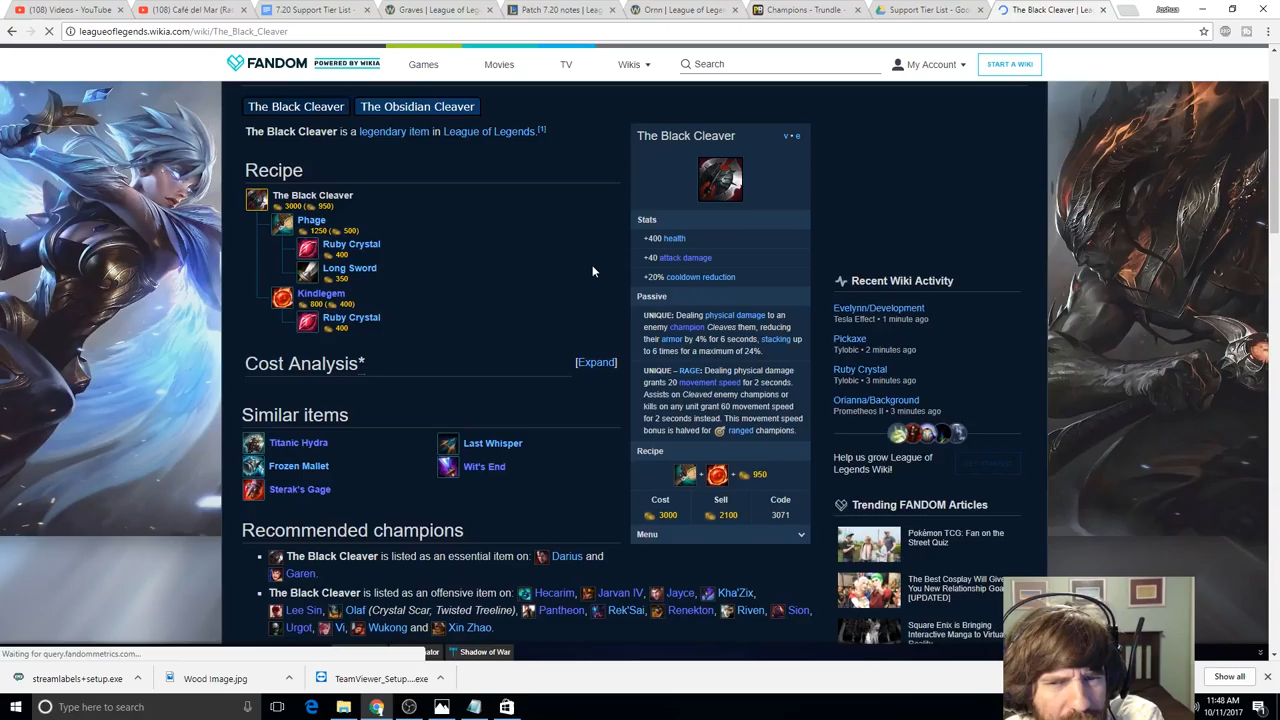 (108) Videos - YouTube
(108) Café del Mar (Ra
7.20 Support Tier List -
Graves | League of Leg
Patch 7.20 notes | Leag
Ornn | League of Leger
Champions - Trundle -
Support Tier List - Goo
The Black Cleaver | Lea
Joshua
leagueoflegends.wikia.com/wiki/The_Black_Cleaver
FANDOM POWERED BY WIKIA
Games
Movies
TV
Wikis
Search
My Account
START A WIKI
The Black Cleaver
The Obsidian Cleaver
The Black Cleaver is a legendary item in League of Legends.[1]
Recipe
The Black Cleaver
3000 (950)
Phage
1250 (500)
Ruby Crystal
400
Long Sword
350
Kindlegem
800 (400)
Ruby Crystal
400
Cost Analysis*
[Expand]
Similar items
Titanic Hydra
Last Whisper
Frozen Mallet
Wit's End
Sterak's Gage
Recommended champions
The Black Cleaver is listed as an essential item on: Darius and
Garen.
The Black Cleaver is listed as an offensive item on: Hecarim, Jarvan IV, Jayce, Kha'Zix,
Lee Sin, Olaf (Crystal Scar, Twisted Treeline), Pantheon, Rek'Sai, Renekton, Riven, Sion,
Urgot, Vi, Wukong and Xin Zhao.
The Black Cleaver
v • e
Stats
+400 health
+40 attack damage
+20% cooldown reduction
Passive
UNIQUE: Dealing physical damage to an
enemy champion Cleaves them, reducing
their armor by 4% for 6 seconds, stacking up
to 6 times for a maximum of 24%.
UNIQUE – RAGE: Dealing physical damage
grants 20 movement speed for 2 seconds.
Assists on Cleaved enemy champions or
kills on any unit grant 60 movement speed
for 2 seconds instead. This movement speed
bonus is halved for ranged champions.
Recipe
+ + 950
Cost Sell Code
3000 2100 3071
Menu
Recent Wiki Activity
Evelynn/Development
Tesla Effect • 1 minute ago
Pickaxe
Tylobic • 2 minutes ago
Ruby Crystal
Tylobic • 3 minutes ago
Orianna/Background
Prometheos II • 3 minutes ago
Help us grow League of
Legends Wiki!
Trending FANDOM Articles
Pokémon TCG: Fan on the
Street Quiz
The Best Cosplay Will Give
You New Relationship Goa
[UPDATED]
Square Enix is Bringing
Interactive Manga to Virtua
Reality
Waiting for query.fandommetrics.com...
Shadow of War
streamlabels+setup.exe
Wood Image.jpg
TeamViewer_Setup....exe
Show all
Type here to search
11:48 AM
10/11/2017